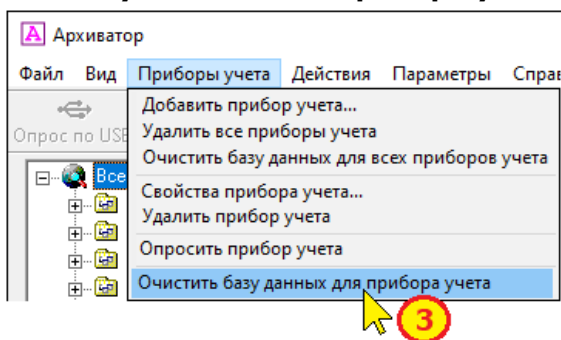 Архиватор
Файл Вид Приборы учета Действия Параметры
Опрос по USB
Добавить прибор учета...
Удалить все приборы учета
Очистить базу данных для всех приборов учета
Все
Свойства прибора учета...
Удалить прибор учета
Опросить прибор учета
Очистить базу данных для прибора учета
3